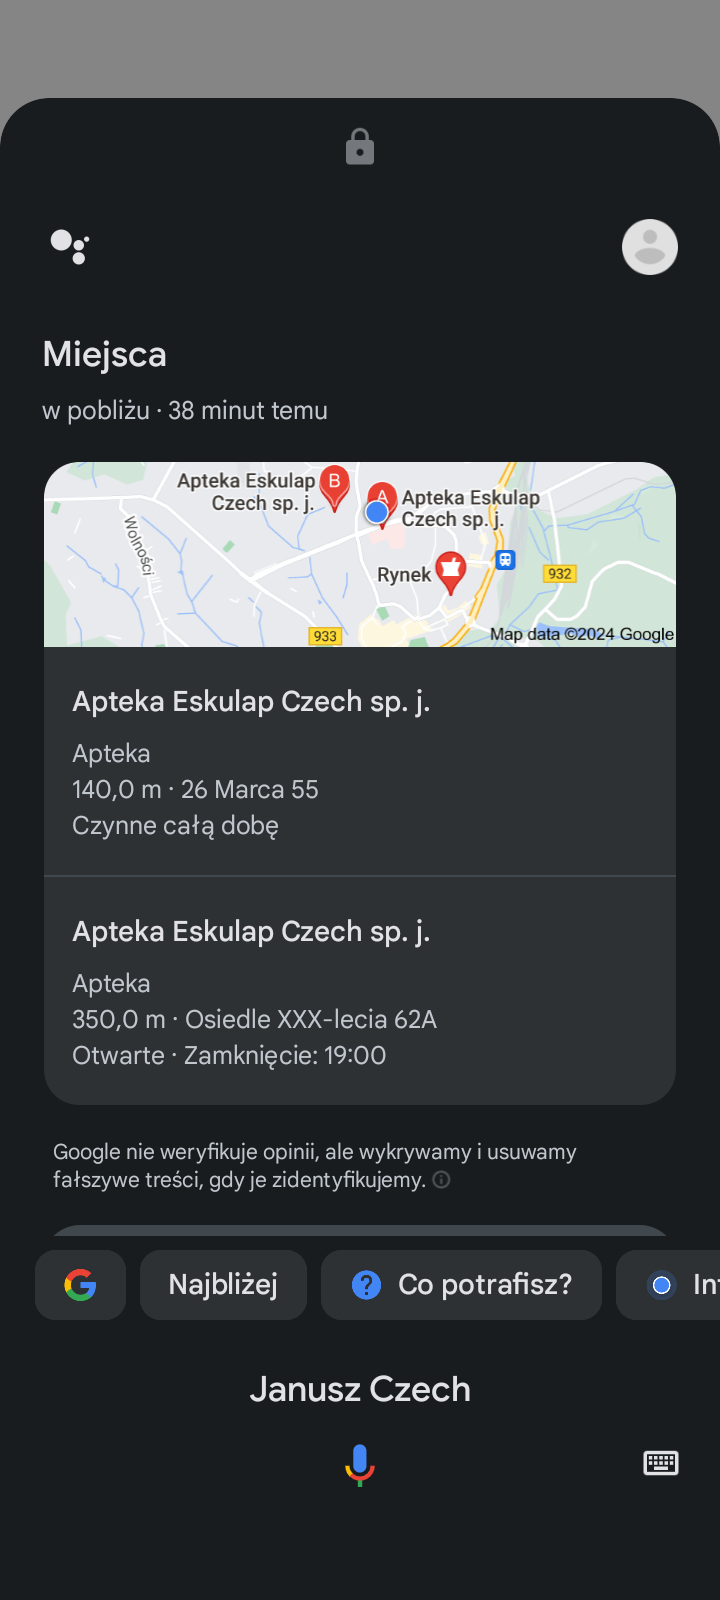 Miejsca
w pobliżu · 38 minut temu
Apteka Eskulap
Czech sp. j.
B
A
Apteka Eskulap
Czech sp. j.
Wolności
Rynek
932
933
Map data ©2024 Google
Apteka Eskulap Czech sp. j.
Apteka
140,0 m · 26 Marca 55
Czynne całą dobę
Apteka Eskulap Czech sp. j.
Apteka
350,0 m · Osiedle XXX-lecia 62A
Otwarte · Zamknięcie: 19:00
Google nie weryfikuje opinii, ale wykrywamy i usuwamy
fałszywe treści, gdy je zidentyfikujemy.
G
Najbliżej
? Co potrafisz?
Janusz Czech